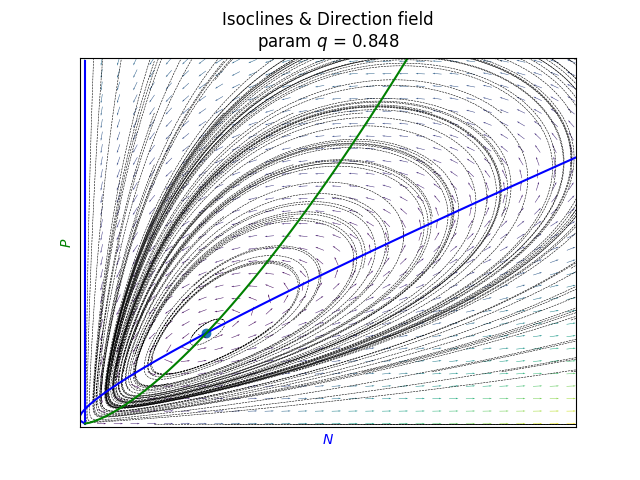 Isoclines & Direction field
param q = 0.848
P
N